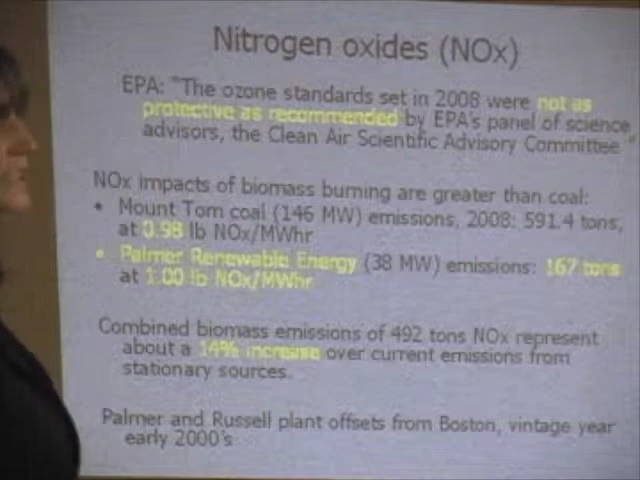 Nitrogen oxides (NOx)
EPA: "The ozone standards set in 2008 were not as
protective as recommended by EPA's panel of science
advisors, the Clean Air Scientific Advisory Committee."
NOx impacts of biomass burning are greater than coal:
• Mount Tom coal (146 MW) emissions, 2008: 591.4 tons,
at 0.98 lb NOx/MWhr
• Palmer Renewable Energy (38 MW) emissions: 167 tons
at 1.00 lb NOx/MWhr
Combined biomass emissions of 492 tons NOx represent
about a 14% increase over current emissions from
stationary sources.
Palmer and Russell plant offsets from Boston, vintage year
early 2000's